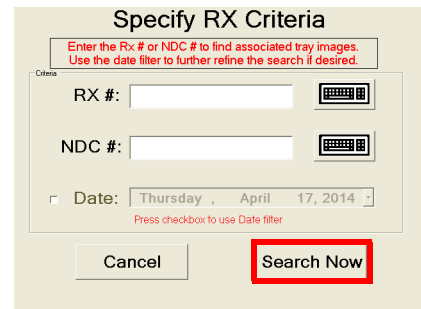 Specify RX Criteria
Enter the Rx # or NDC # to find associated tray images.
Use the date filter to further refine the search if desired.
Criteria
RX #:
NDC #:
Date: Thursday , April 17, 2014
Press checkbox to use Date filter
Cancel Search Now